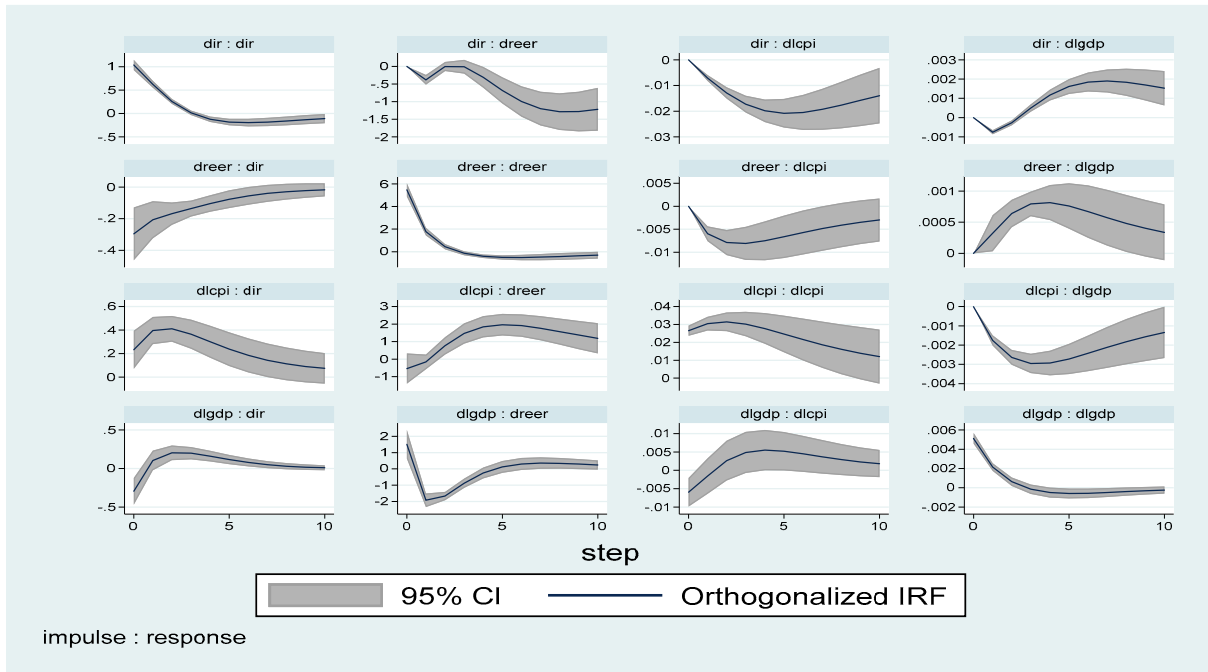 dir : dir
dir : dreer
dir : dlcpi
dir : dlgdp
1
.5
0
-.5
0
-.5
-1
-1.5
-2
0
-.01
-.02
-.03
.003
.002
.001
0
-.001
dreer : dir
dreer : dreer
dreer : dlcpi
dreer : dlgdp
0
-.2
-.4
6
4
2
0
.005
0
-.005
-.01
.001
.0005
0
dlcpi : dir
dlcpi : dreer
dlcpi : dlcpi
dlcpi : dlgdp
.6
.4
.2
0
3
2
1
0
-1
.04
.03
.02
.01
0
0
-.001
-.002
-.003
-.004
dlgdp : dir
dlgdp : dreer
dlgdp : dlcpi
dlgdp : dlgdp
.5
0
-.5
2
1
0
-1
-2
.01
.005
0
-.005
-.01
.006
.004
.002
0
-.002
0 5 10
0 5 10
0 5 10
0 5 10
step
95% CI
Orthogonalized IRF
impulse : response